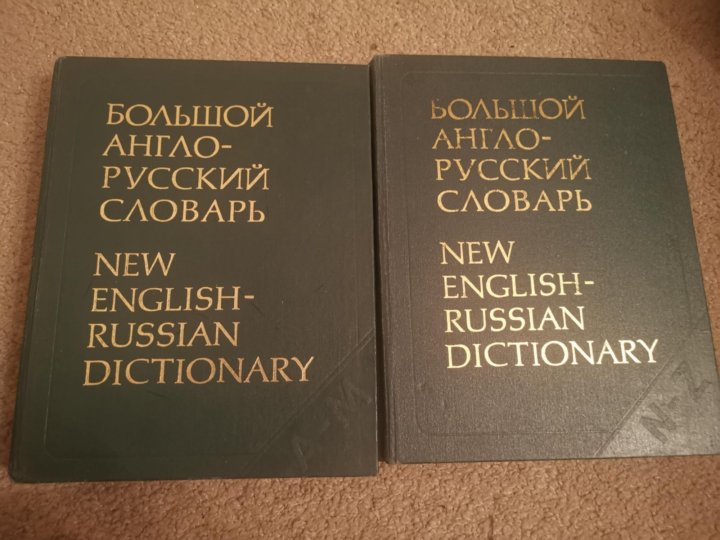 БОЛЬШОЙ
АНГЛО-
РУССКИЙ
СЛОВАРЬ
NEW
ENGLISH-
RUSSIAN
DICTIONARY
A-M
БОЛЬШОЙ
АНГЛО-
РУССКИЙ
СЛОВАРЬ
NEW
ENGLISH-
RUSSIAN
DICTIONARY
N-Z